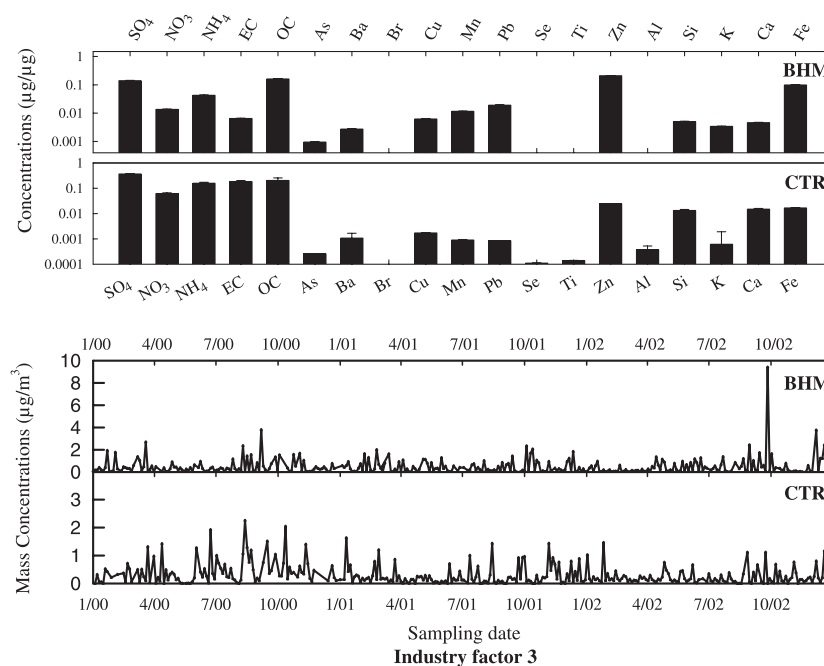 SO4 NO3 NH4 EC OC As Ba Br Cu Mn Pb Se Ti Zn Al Si K Ca Fe
Concentrations (µg/µg)
1
0.1
0.01
0.001
BHM
1
0.1
0.01
0.001
0.0001
CTR
SO4 NO3 NH4 EC OC As Ba Br Cu Mn Pb Se Ti Zn Al Si K Ca Fe
1/00 4/00 7/00 10/00 1/01 4/01 7/01 10/01 1/02 4/02 7/02 10/02
Mass Concentrations (µg/m3)
10
8
6
4
2
0
BHM
3
2
1
0
CTR
1/00 4/00 7/00 10/00 1/01 4/01 7/01 10/01 1/02 4/02 7/02 10/02
Sampling date
Industry factor 3